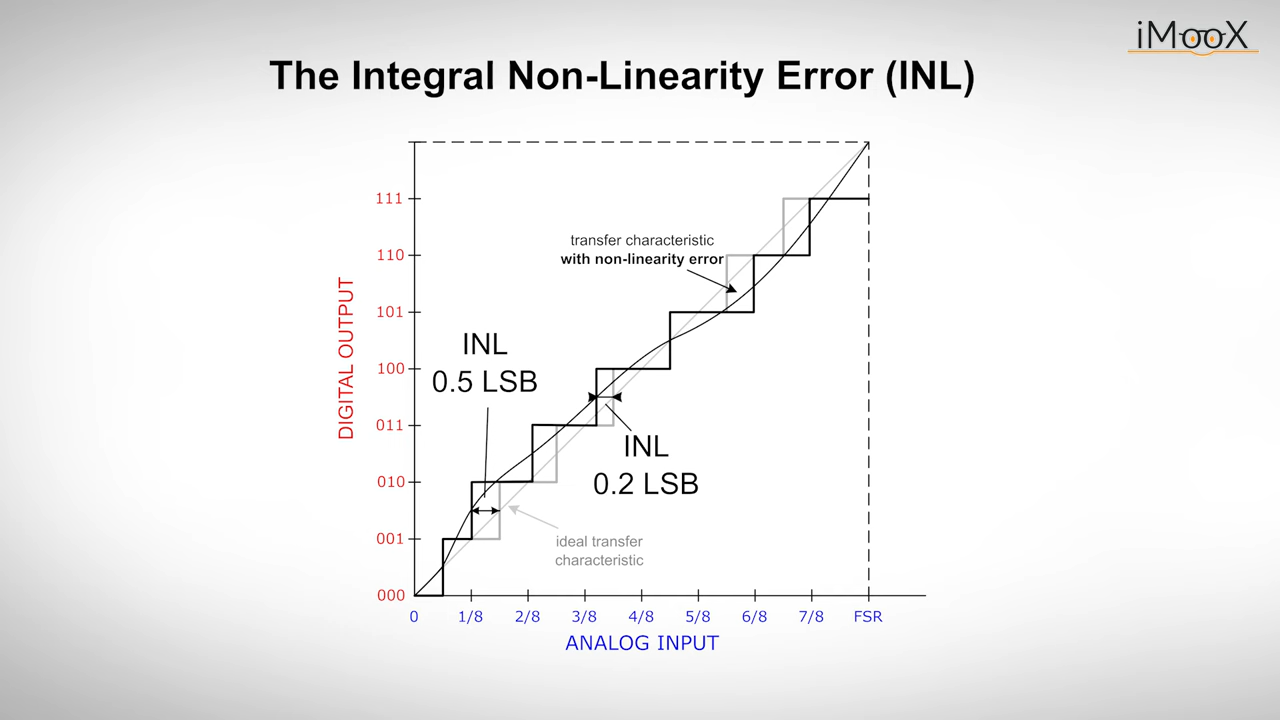 iMooX
The Integral Non-Linearity Error (INL)
111
110
101
100
011
010
001
000
DIGITAL OUTPUT
transfer characteristic
with non-linearity error
INL
0.5 LSB
INL
0.2 LSB
ideal transfer
characteristic
0 1/8 2/8 3/8 4/8 5/8 6/8 7/8 FSR
ANALOG INPUT